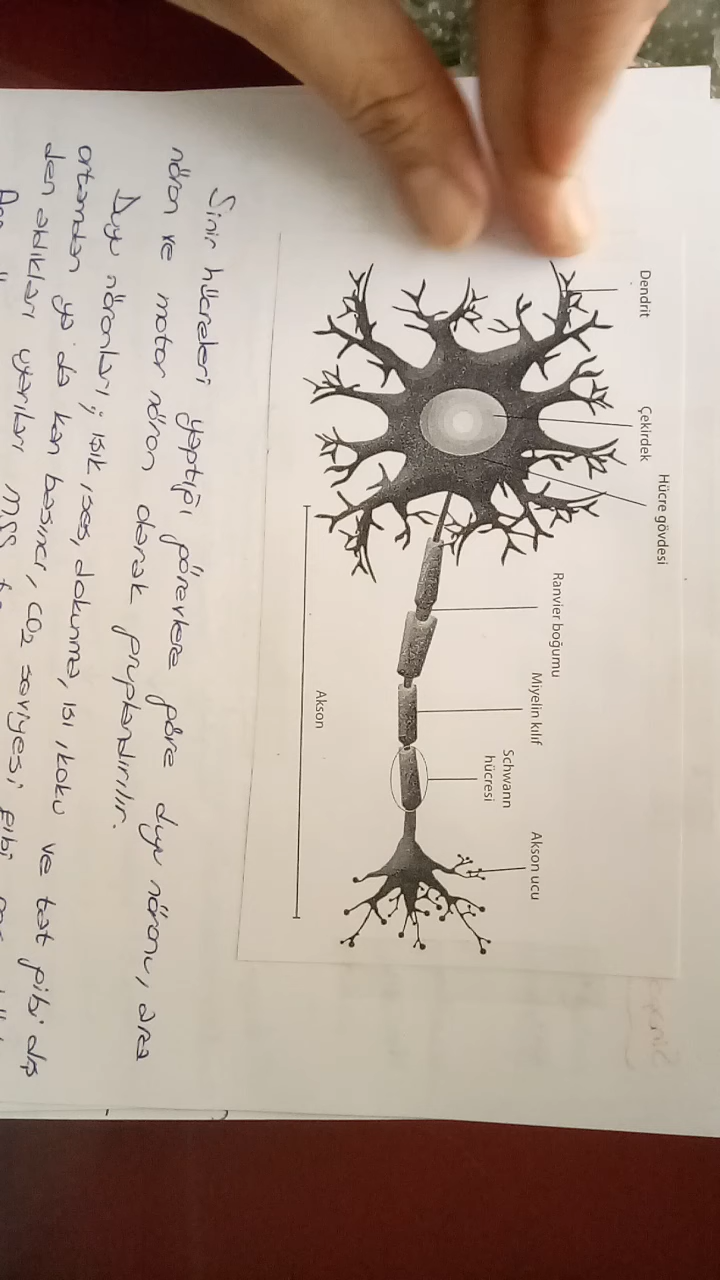 Dendrit
Çekirdek
Hücre gövdesi
Ranvier boğumu
Miyelin kılıf
Schwann
hücresi
Akson ucu
Akson
Sinir hücreleri yaptığı görevlere göre duyu nöronu, ara
nöron ve motor nöron olarak gruplandırılır.
Duyu nöronları; ışık, ses, dokunma, ısı, koku ve tat gibi dış
ortamdan ya da kan basıncı, CO2 seviyesi gibi
den aldıkları uyarıları MSS